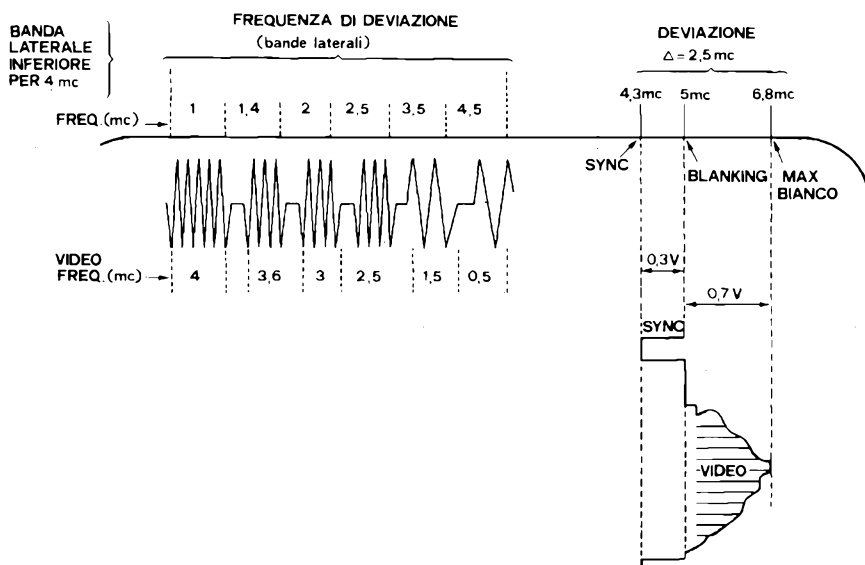 BANDA
LATERALE
INFERIORE
PER 4 mc
FREQUENZA DI DEVIAZIONE
(bande laterali)
DEVIAZIONE
Δ = 2,5 mc
4,3mc 5mc 6,8mc
FREQ.(mc) 1 1,4 2 2,5 3,5 4,5
SYNC
BLANKING
MAX
BIANCO
VIDEO
FREQ.(mc) 4 3,6 3 2,5 1,5 0,5
0,3 V
0,7 V
SYNC
VIDEO